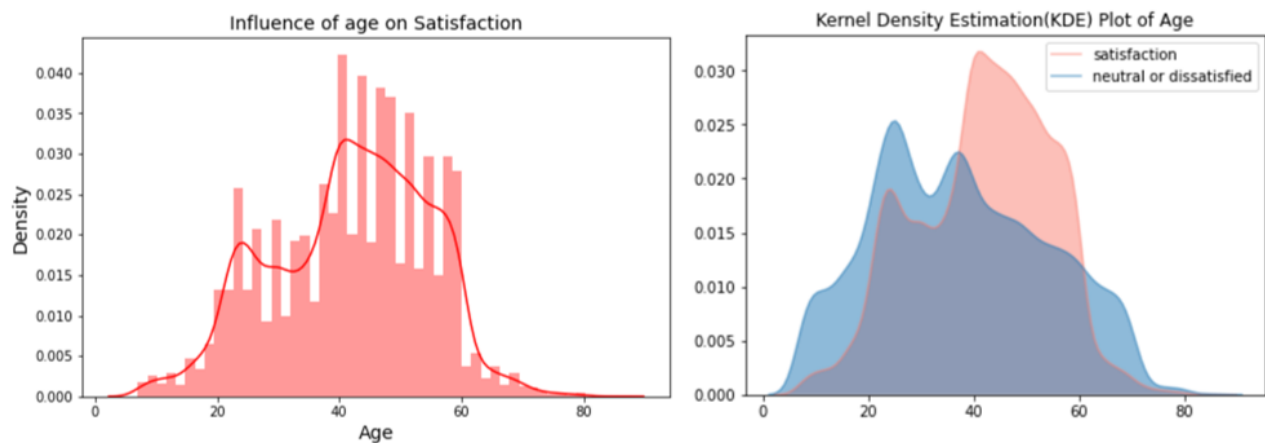 Influence of age on Satisfaction
0.040
0.035
0.030
0.025
0.020
0.015
0.010
0.005
0.000
Density
0 20 40 60 80
Age
Kernel Density Estimation(KDE) Plot of Age
satisfaction
neutral or dissatisfied
0.030
0.025
0.020
0.015
0.010
0.005
0.000
0 20 40 60 80